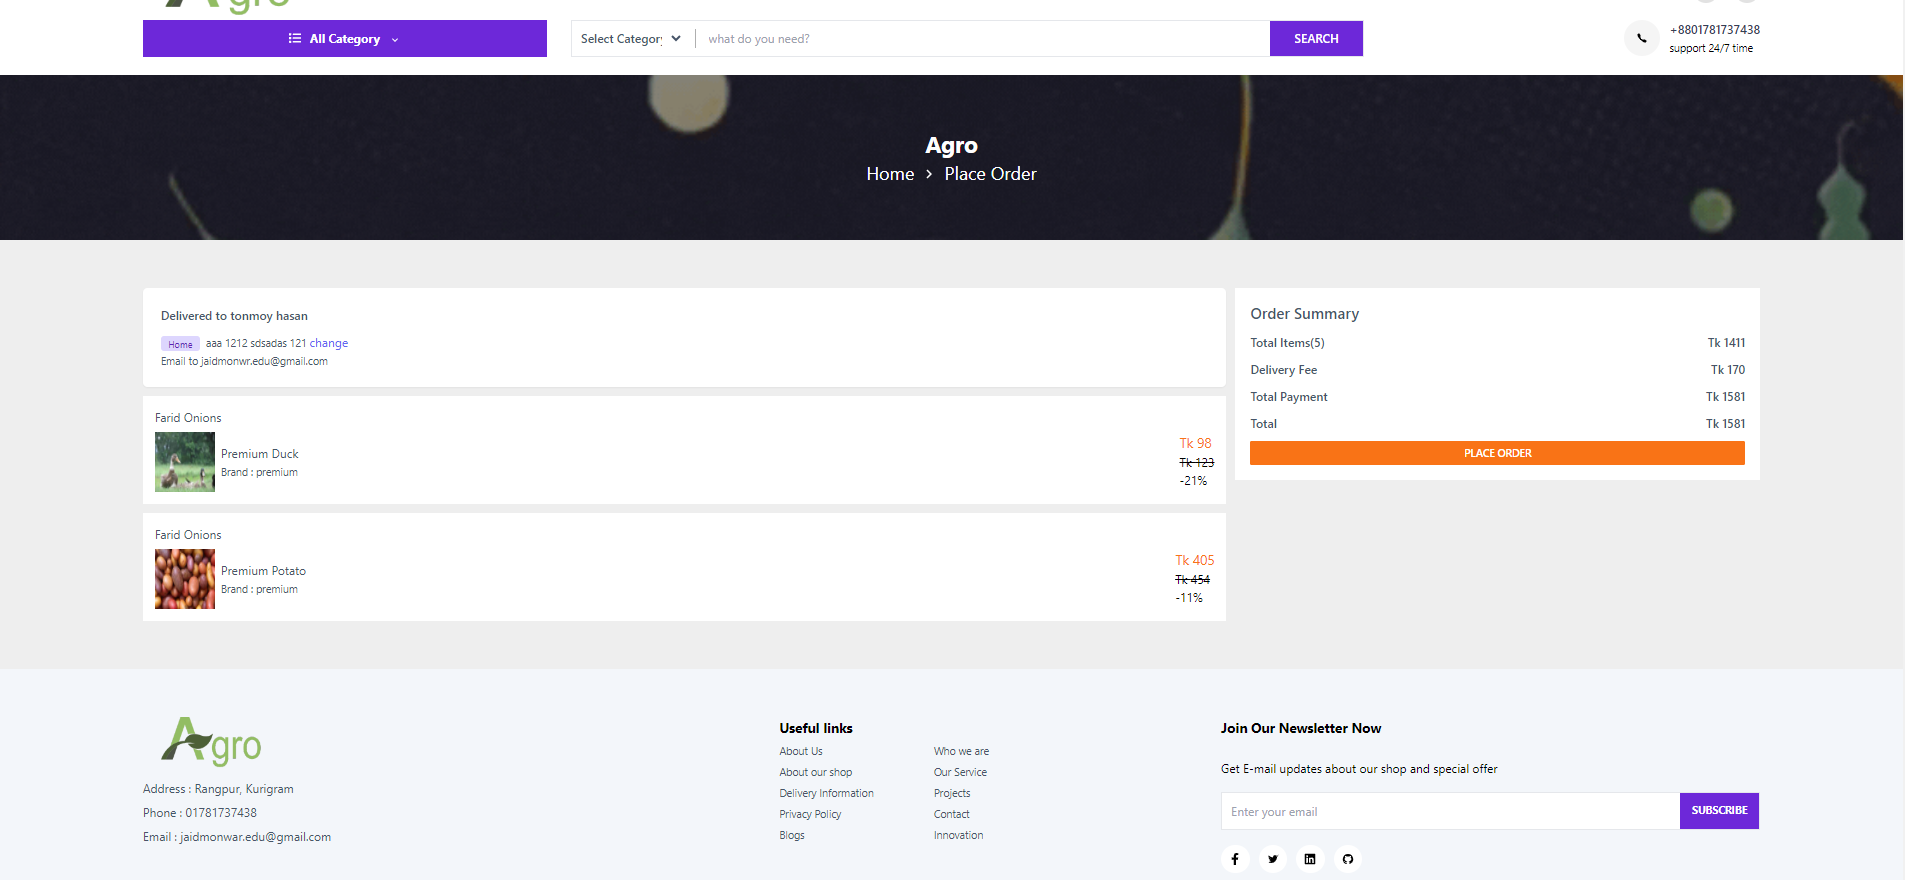 Agro
All Category
Select Category
what do you need?
SEARCH
+8801781737438
support 24/7 time
Agro
Home > Place Order
Delivered to tonmoy hasan
Home aaa 1212 sdsadas 121 change
Email to jaidmonwr.edu@gmail.com
Farid Onions
Premium Duck
Brand : premium
Tk 98
Tk 123
-21%
Farid Onions
Premium Potato
Brand : premium
Tk 405
Tk 454
-11%
Order Summary
Total Items(5) Tk 1411
Delivery Fee Tk 170
Total Payment Tk 1581
Total Tk 1581
PLACE ORDER
Agro
Address : Rangpur, Kurigram
Phone : 01781737438
Email : jaidmonwar.edu@gmail.com
Useful links
About Us
About our shop
Delivery Information
Privacy Policy
Blogs
Who we are
Our Service
Projects
Contact
Innovation
Join Our Newsletter Now
Get E-mail updates about our shop and special offer
Enter your email
SUBSCRIBE